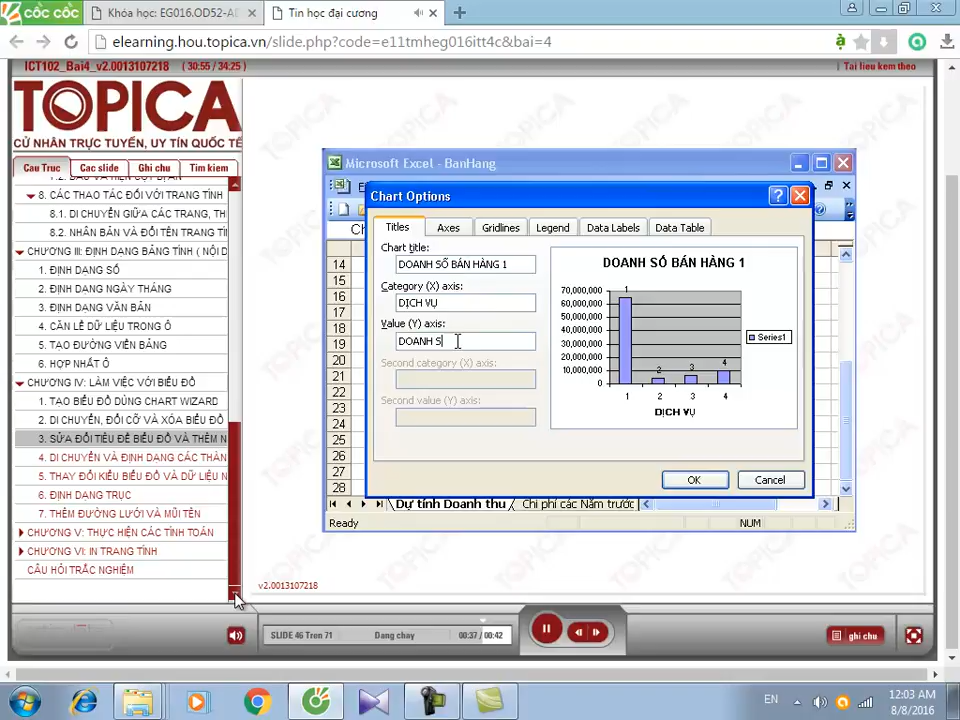 cốc cốc
Khóa học: EG016.OD52-AD
Tin học đại cương
elearning.hou.topica.vn/slide.php?code=e11tmheg016itt4c&bai=4
ICT102_Bai4_v2.0013107218 ( 30:55 / 34:25 )
Tai lieu kem theo
TOPICA
CỬ NHÂN TRỰC TUYẾN, UY TÍN QUỐC TẾ
Cau Truc
Cac slide
Ghi chu
Tim kiem
8. CÁC THAO TÁC ĐỐI VỚI TRANG TÍNH
8.1. DI CHUYỂN GIỮA CÁC TRANG, TH
8.2. NHÂN BẢN VÀ ĐỔI TÊN TRANG TÍ
CHƯƠNG III: ĐỊNH DẠNG BẢNG TÍNH ( NỘI D
1. ĐỊNH DẠNG SỐ
2. ĐỊNH DẠNG NGÀY THÁNG
3. ĐỊNH DẠNG VĂN BẢN
4. CĂN LỀ DỮ LIỆU TRONG Ô
5. TẠO ĐƯỜNG VIỀN BẢNG
6. HỢP NHẤT Ô
CHƯƠNG IV: LÀM VIỆC VỚI BIỂU ĐỒ
1. TẠO BIỂU ĐỒ DÙNG CHART WIZARD
2. DI CHUYỂN, ĐỔI CỠ VÀ XÓA BIỂU ĐỒ
3. SỬA ĐỔI TIÊU ĐỀ BIỂU ĐỒ VÀ THÊM N
4. DI CHUYỂN VÀ ĐỊNH DẠNG CÁC THÀN
5. THAY ĐỔI KIỂU BIỂU ĐỒ VÀ DỮ LIỆU N
6. ĐỊNH DẠNG TRỤC
7. THÊM ĐƯỜNG LƯỚI VÀ MŨI TÊN
CHƯƠNG V: THỰC HIỆN CÁC TÍNH TOÁN
CHƯƠNG VI: IN TRANG TÍNH
CÂU HỎI TRẮC NGHIỆM
Microsoft Excel - BanHang
Chart Options
Titles
Axes
Gridlines
Legend
Data Labels
Data Table
Chart title:
DOANH SỐ BÁN HÀNG 1
Category (X) axis:
DỊCH VỤ
Value (Y) axis:
DOANH S
Second category (X) axis:
Second value (Y) axis:
DOANH SỐ BÁN HÀNG 1
70,000,000
60,000,000
50,000,000
40,000,000
30,000,000
20,000,000
10,000,000
0
1
2
3
4
1 2 3 4
DỊCH VỤ
Series1
OK
Cancel
14
15
16
17
18
19
20
21
22
23
24
25
26
27
28
Dự tính Doanh thu
Chi phí các Năm trước
Ready
NUM
v2.0013107218
SLIDE 46 Tren 71
Dang chay
00:37 / 00:42
ghi chu
EN
12:03 AM
8/8/2016